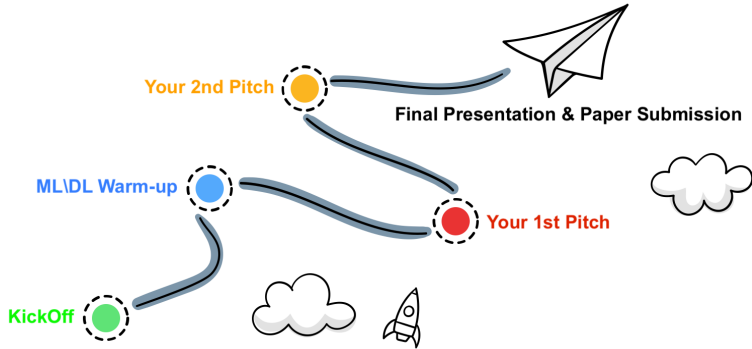 Your 2nd Pitch
Final Presentation & Paper Submission
ML\DL Warm-up
Your 1st Pitch
KickOff